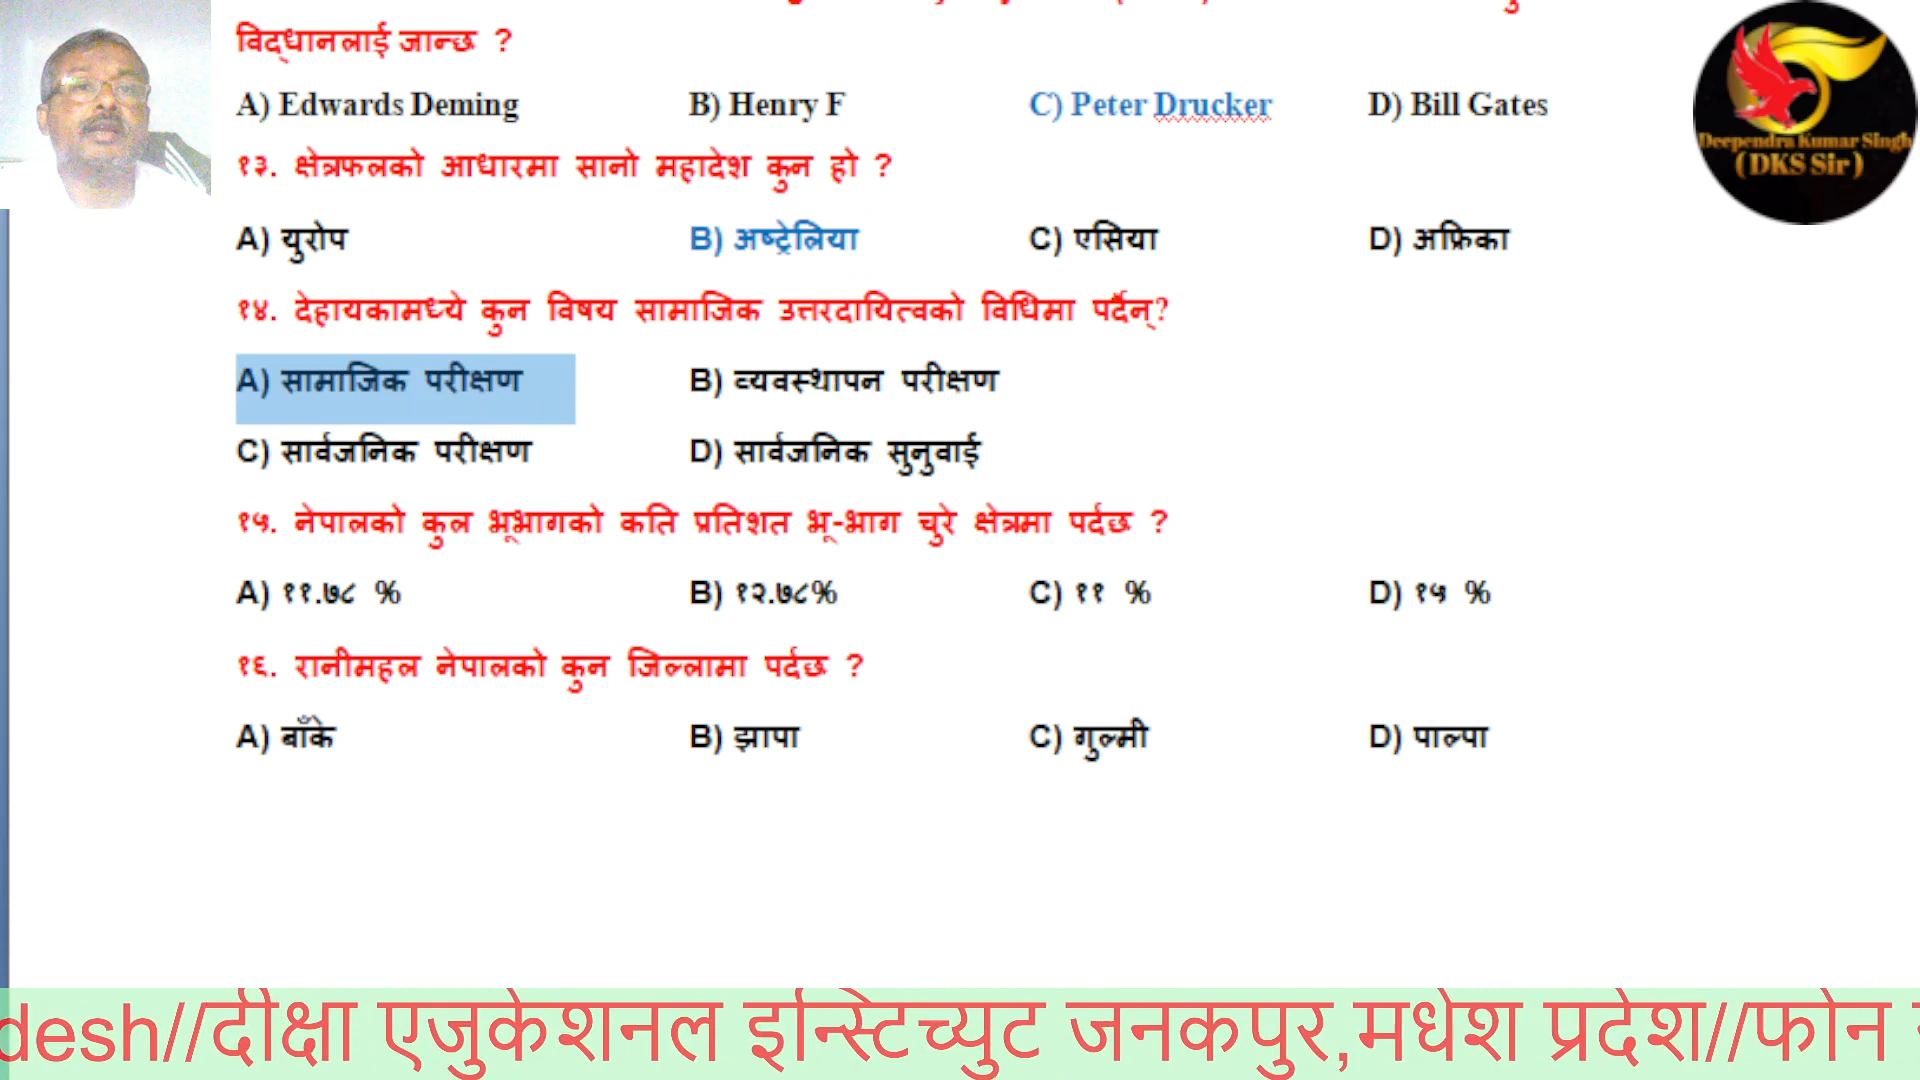 विद्धानलाई जान्छ ?
A) Edwards Deming B) Henry F C) Peter Drucker D) Bill Gates
१३. क्षेत्रफलको आधारमा सानो महादेश कुन हो ?
A) युरोप B) अष्ट्रेलिया C) एसिया D) अफ्रिका
१४. देहायकामध्ये कुन विषय सामाजिक उत्तरदायित्वको विधिमा पर्दैन्?
A) सामाजिक परीक्षण B) व्यवस्थापन परीक्षण
C) सार्वजनिक परीक्षण D) सार्वजनिक सुनुवाई
१५. नेपालको कुल भूभागको कति प्रतिशत भू-भाग चुरे क्षेत्रमा पर्दछ ?
A) ११.७८ % B) १२.७८% C) ११ % D) १५ %
१६. रानीमहल नेपालको कुन जिल्लामा पर्दछ ?
A) बाँके B) झापा C) गुल्मी D) पाल्पा
Deependra Kumar Singh
(DKS Sir)
desh//दीक्षा एजुकेशनल इन्स्टिच्युट जनकपुर,मधेश प्रदेश//फोन